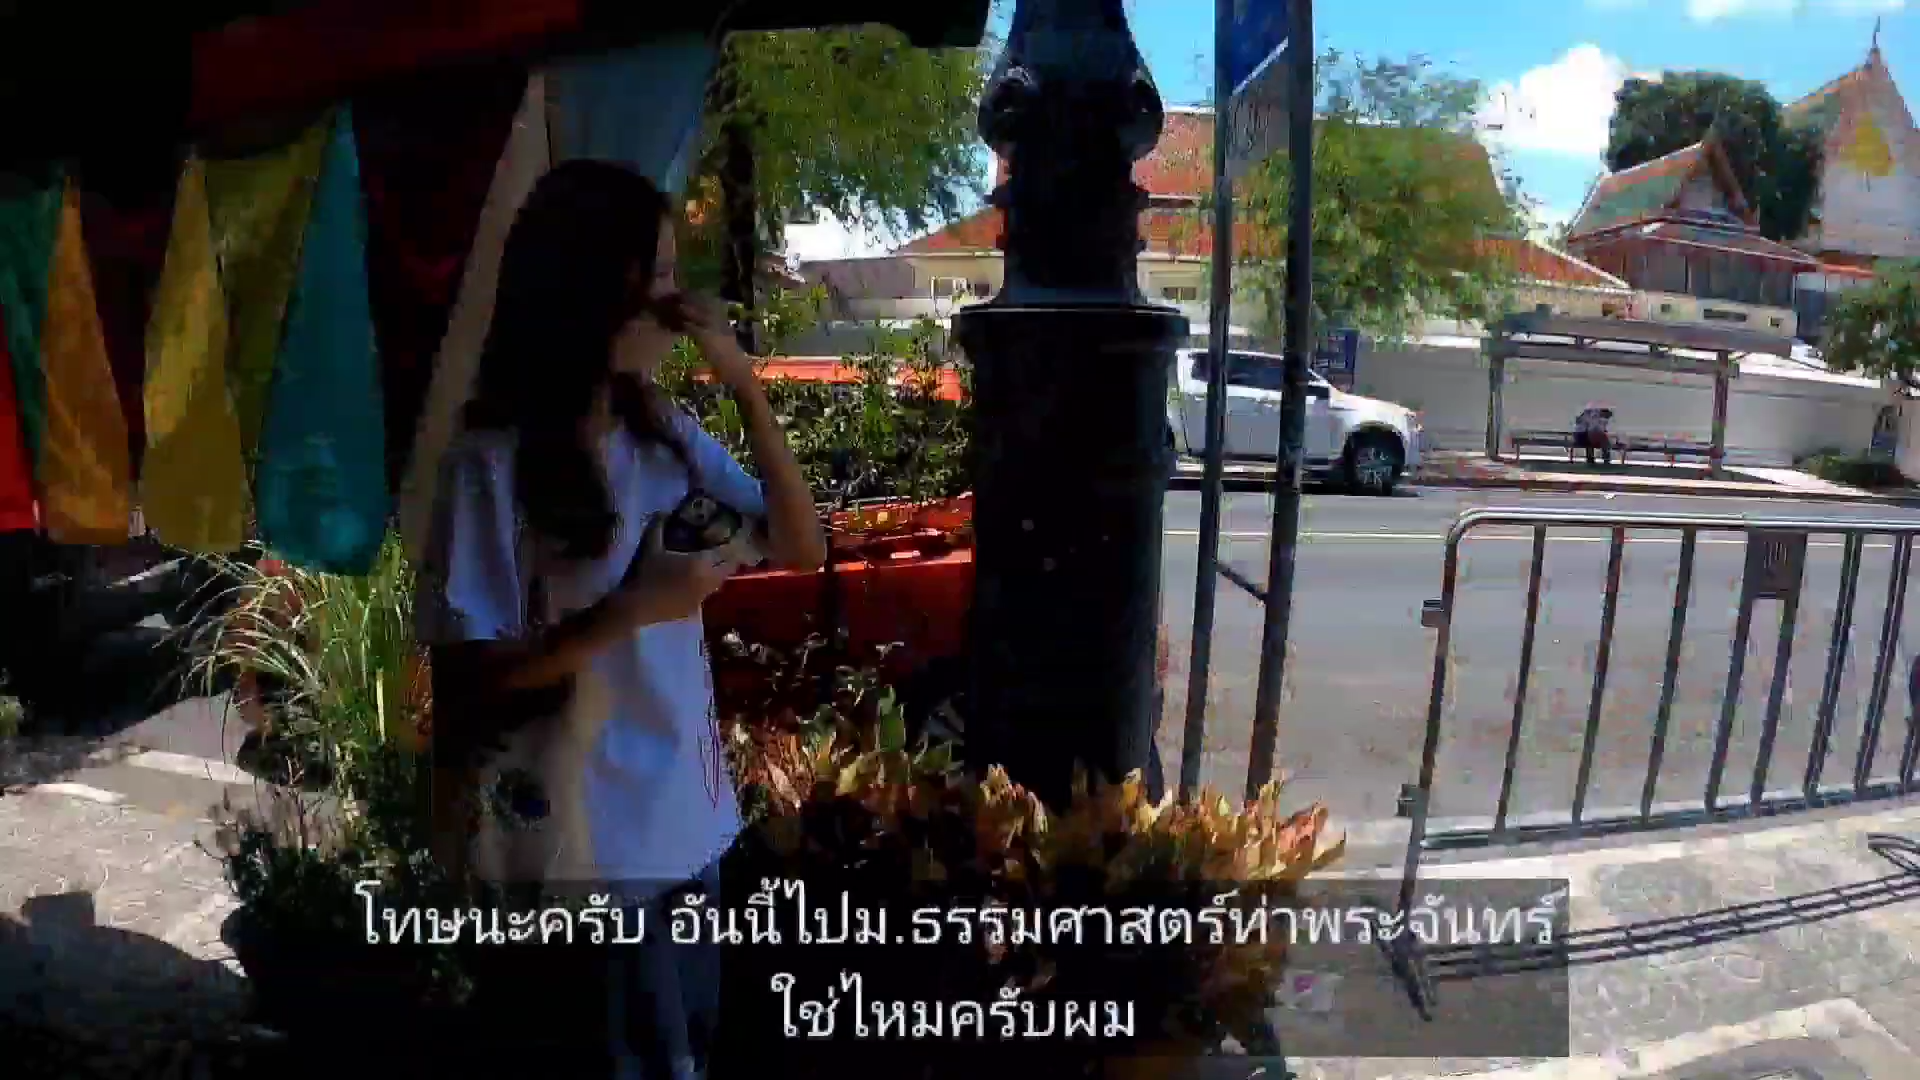 โทษนะครับ อันนี้ไปม.ธรรมศาสตร์ท่าพระจันทร์
ใช่ไหมครับผม